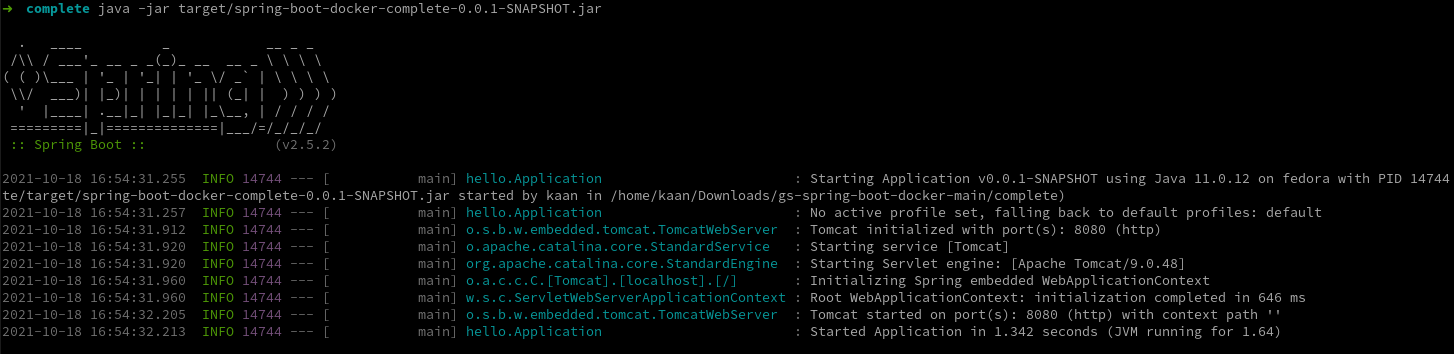 → complete java -jar target/spring-boot-docker-complete-0.0.1-SNAPSHOT.jar
  .   ____          _            __ _ _
 /\\ / ___'_ __ _ _(_)_ __  __ _ \ \ \ \
( ( )\___ | '_ | '_| | '_ \/ _` | \ \ \ \
 \\/  ___)| |_)| | | | | || (_| |  ) ) ) )
  '  |____| .__|_| |_|_| |_\__, | / / / /
 =========|_|==============|___/=/_/_/_/
 :: Spring Boot ::                (v2.5.2)
2021-10-18 16:54:31.255  INFO 14744 --- [           main] hello.Application                        : Starting Application v0.0.1-SNAPSHOT using Java 11.0.12 on fedora with PID 14744
te/target/spring-boot-docker-complete-0.0.1-SNAPSHOT.jar started by kaan in /home/kaan/Downloads/gs-spring-boot-docker-main/complete)
2021-10-18 16:54:31.257  INFO 14744 --- [           main] hello.Application                        : No active profile set, falling back to default profiles: default
2021-10-18 16:54:31.912  INFO 14744 --- [           main] o.s.b.w.embedded.tomcat.TomcatWebServer  : Tomcat initialized with port(s): 8080 (http)
2021-10-18 16:54:31.920  INFO 14744 --- [           main] o.apache.catalina.core.StandardService   : Starting service [Tomcat]
2021-10-18 16:54:31.920  INFO 14744 --- [           main] org.apache.catalina.core.StandardEngine  : Starting Servlet engine: [Apache Tomcat/9.0.48]
2021-10-18 16:54:31.960  INFO 14744 --- [           main] o.a.c.c.C.[Tomcat].[localhost].[/]       : Initializing Spring embedded WebApplicationContext
2021-10-18 16:54:31.960  INFO 14744 --- [           main] w.s.c.ServletWebServerApplicationContext : Root WebApplicationContext: initialization completed in 646 ms
2021-10-18 16:54:32.205  INFO 14744 --- [           main] o.s.b.w.embedded.tomcat.TomcatWebServer  : Tomcat started on port(s): 8080 (http) with context path ''
2021-10-18 16:54:32.213  INFO 14744 --- [           main] hello.Application                        : Started Application in 1.342 seconds (JVM running for 1.64)